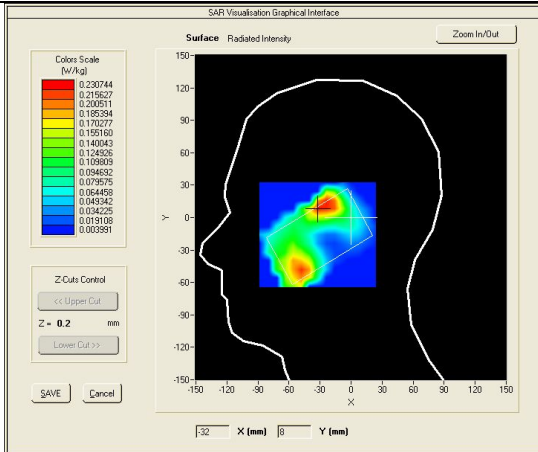 SAR Visualisation Graphical Interface
Surface Radiated Intensity
Zoom In/Out
Colors Scale
(W/kg)
0.230744
0.215627
0.200511
0.185394
0.170277
0.155160
0.140043
0.124926
0.109809
0.094692
0.079575
0.064458
0.049342
0.034225
0.019108
0.003991
Z-Cuts Control
<< Upper Cut
Z = 0.2 mm
Lower Cut >>
SAVE Cancel
150
120
90
60
30
0
-30
-60
-90
-120
-150
Y
-150 -120 -90 -60 -30 0 30 60 90 120 150
X
-32 X (mm) 8 Y (mm)